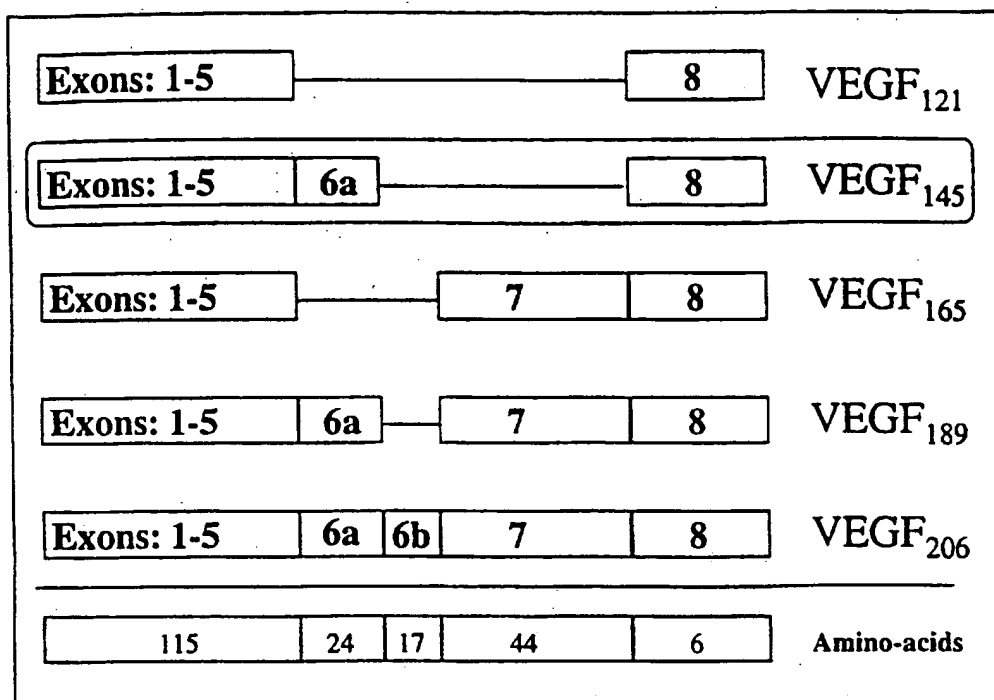 Exons: 1-5 8 VEGF121
Exons: 1-5 6a 8 VEGF145
Exons: 1-5 7 8 VEGF165
Exons: 1-5 6a 7 8 VEGF189
Exons: 1-5 6a 6b 7 8 VEGF206
115 24 17 44 6 Amino-acids